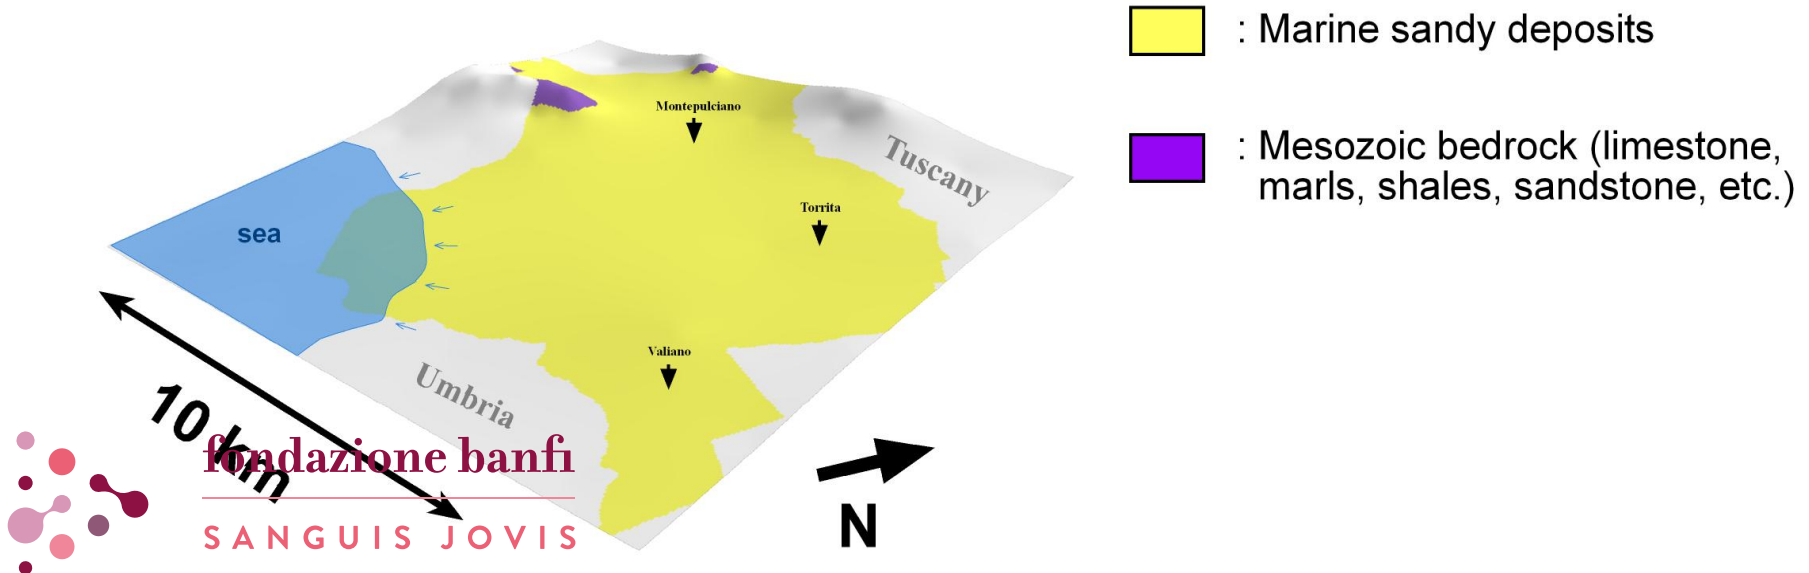 : Marine sandy deposits
Montepulciano
: Mesozoic bedrock (limestone,
marls, shales, sandstone, etc.)
Tuscany
Torrita
sea
Valiano
Umbria
10 km
fondazione banfi
SANGUIS JOVIS
N